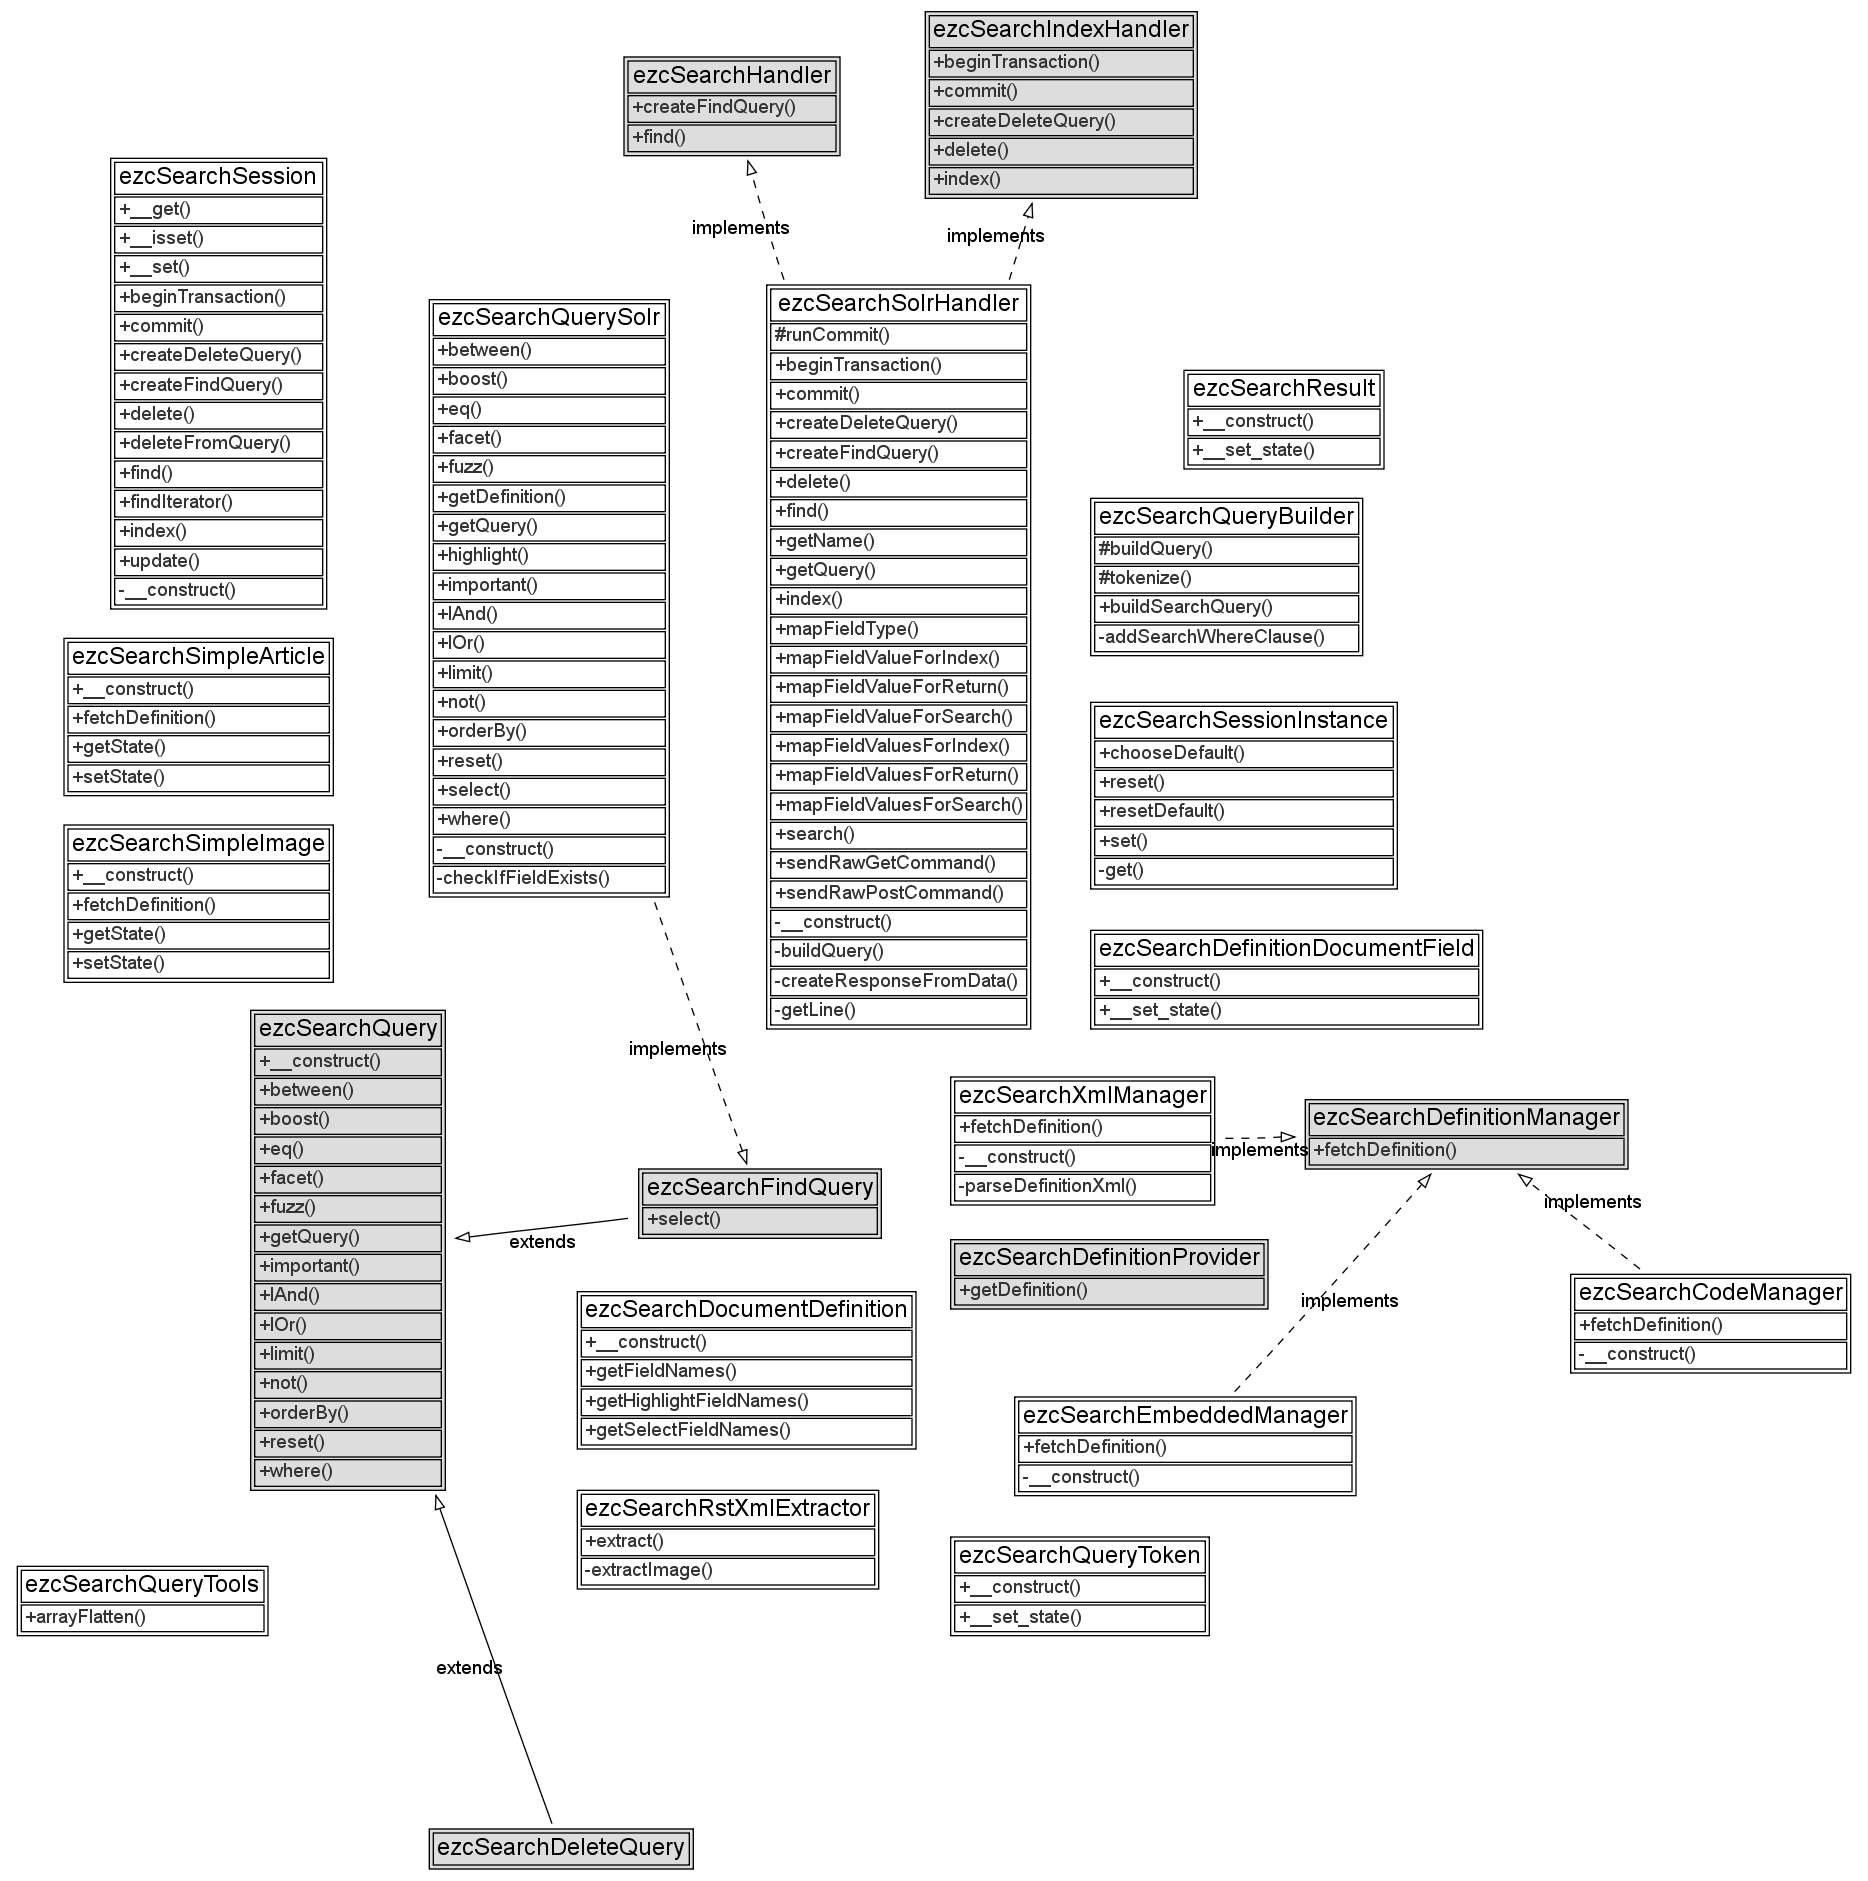 ezcSearchIndexHandler
+beginTransaction()
+commit()
+createDeleteQuery()
+delete()
+index()
ezcSearchHandler
+createFindQuery()
+find()
implements
implements
ezcSearchSession
+__get()
+__isset()
+__set()
+beginTransaction()
+commit()
+createDeleteQuery()
+createFindQuery()
+delete()
+deleteFromQuery()
+find()
+findIterator()
+index()
+update()
-__construct()
ezcSearchQuerySolr
+between()
+boost()
+eq()
+facet()
+fuzz()
+getDefinition()
+getQuery()
+highlight()
+important()
+lAnd()
+lOr()
+limit()
+not()
+orderBy()
+reset()
+select()
+where()
-__construct()
-checkIfFieldExists()
ezcSearchSolrHandler
#runCommit()
+beginTransaction()
+commit()
+createDeleteQuery()
+createFindQuery()
+delete()
+find()
+getName()
+getQuery()
+index()
+mapFieldType()
+mapFieldValueForIndex()
+mapFieldValueForReturn()
+mapFieldValueForSearch()
+mapFieldValuesForIndex()
+mapFieldValuesForReturn()
+mapFieldValuesForSearch()
+search()
+sendRawGetCommand()
+sendRawPostCommand()
-__construct()
-buildQuery()
-createResponseFromData()
-getLine()
ezcSearchResult
+__construct()
+__set_state()
ezcSearchQueryBuilder
#buildQuery()
#tokenize()
+buildSearchQuery()
-addSearchWhereClause()
ezcSearchSimpleArticle
+__construct()
+fetchDefinition()
+getState()
+setState()
ezcSearchSessionInstance
+chooseDefault()
+reset()
+resetDefault()
+set()
-get()
ezcSearchSimpleImage
+__construct()
+fetchDefinition()
+getState()
+setState()
ezcSearchDefinitionDocumentField
+__construct()
+__set_state()
ezcSearchQuery
+__construct()
+between()
+boost()
+eq()
+facet()
+fuzz()
+getQuery()
+important()
+lAnd()
+lOr()
+limit()
+not()
+orderBy()
+reset()
+where()
implements
ezcSearchXmlManager
+fetchDefinition()
-__construct()
-parseDefinitionXml()
implements
ezcSearchDefinitionManager
+fetchDefinition()
ezcSearchFindQuery
+select()
extends
implements
ezcSearchDefinitionProvider
+getDefinition()
implements
ezcSearchCodeManager
+fetchDefinition()
-__construct()
ezcSearchDocumentDefinition
+__construct()
+getFieldNames()
+getHighlightFieldNames()
+getSelectFieldNames()
ezcSearchEmbeddedManager
+fetchDefinition()
-__construct()
ezcSearchRstXmlExtractor
+extract()
-extractImage()
ezcSearchQueryToken
+__construct()
+__set_state()
ezcSearchQueryTools
+arrayFlatten()
extends
ezcSearchDeleteQuery